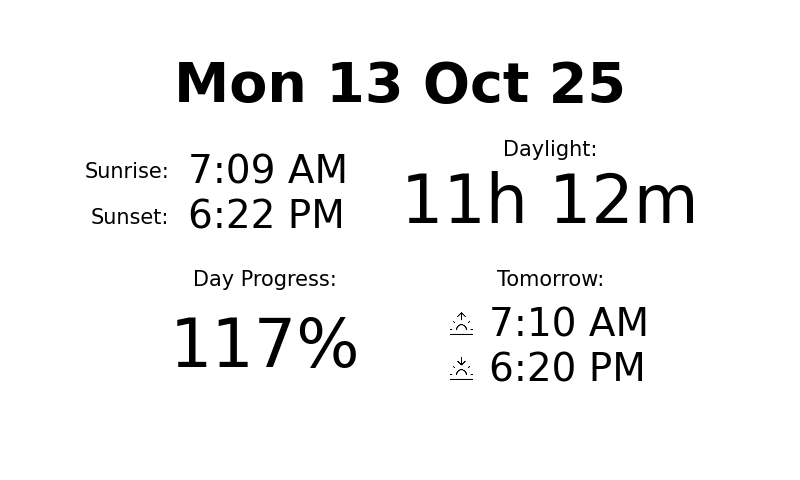 Mon 13 Oct 25
Sunrise: 7:09 AM
Sunset: 6:22 PM
Daylight:
11h 12m
Day Progress:
117%
Tomorrow:
7:10 AM
6:20 PM